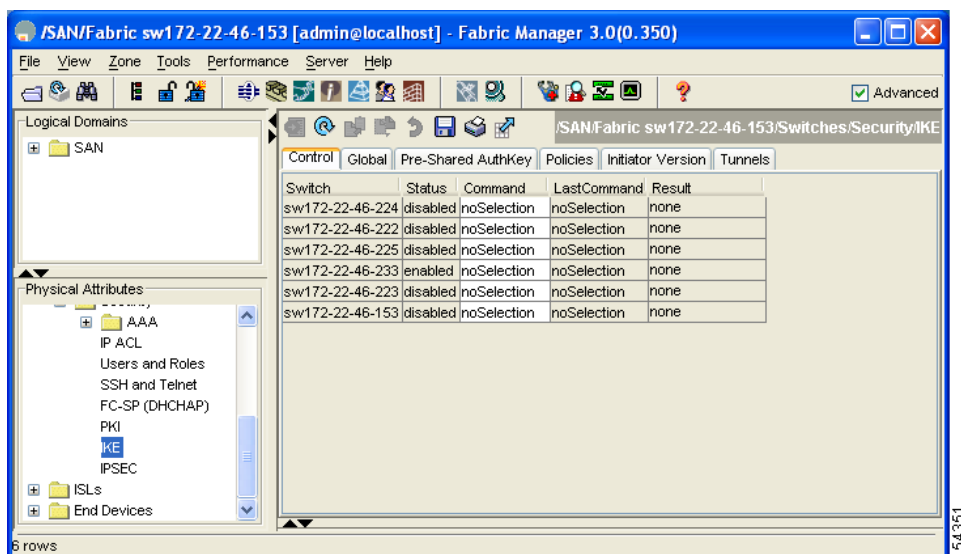 /SAN/Fabric sw172-22-46-153 [admin@localhost] - Fabric Manager 3.0(0.350)
File View Zone Tools Performance Server Help
Advanced
Logical Domains
SAN
/SAN/Fabric sw172-22-46-153/Switches/Security/IKE
Control Global Pre-Shared AuthKey Policies Initiator Version Tunnels
Switch Status Command LastCommand Result
sw172-22-46-224 disabled noSelection noSelection none
sw172-22-46-222 disabled noSelection noSelection none
sw172-22-46-225 disabled noSelection noSelection none
sw172-22-46-233 enabled noSelection noSelection none
sw172-22-46-223 disabled noSelection noSelection none
sw172-22-46-153 disabled noSelection noSelection none
Physical Attributes
AAA
IP ACL
Users and Roles
SSH and Telnet
FC-SP (DHCHAP)
PKI
IKE
IPSEC
ISLs
End Devices
6 rows